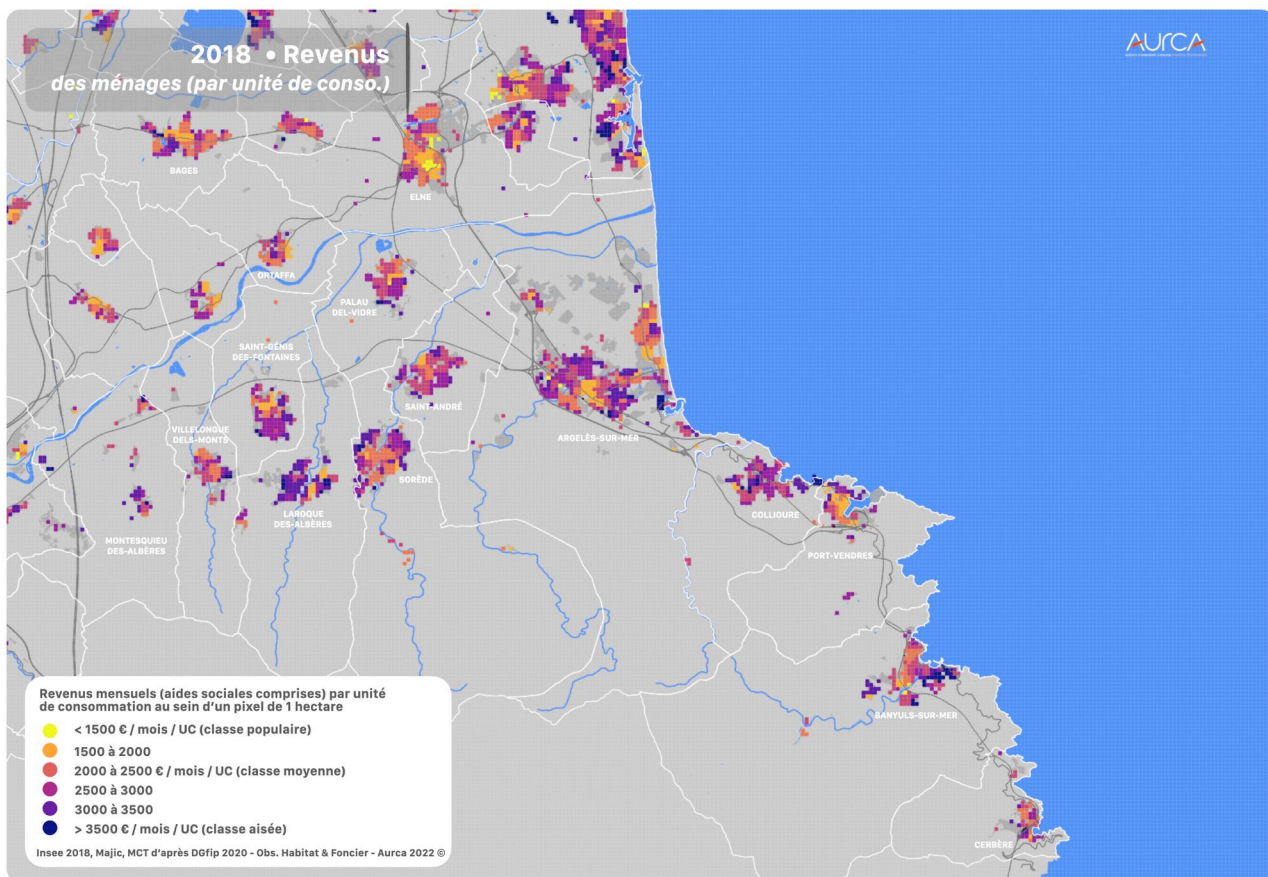 2018 • Revenus
des ménages (par unité de conso.)
AURCA
BAGES
ELNE
ORTAFFA
PALAU
DEL-VIDRE
SAINT-GÉNIS
DES-FONTAINES
SAINT-ANDRÉ
VILLELONGUE
DELS-MONTS
ARGELÈS-SUR-MER
SORÈDE
LAROQUE
DES-ALBÈRES
COLLIOURE
MONTESQUIEU
DES-ALBÈRES
PORT-VENDRES
BANYULS-SUR-MER
CERBÈRE
Revenus mensuels (aides sociales comprises) par unité
de consommation au sein d'un pixel de 1 hectare
< 1500 € / mois / UC (classe populaire)
1500 à 2000
2000 à 2500 € / mois / UC (classe moyenne)
2500 à 3000
3000 à 3500
> 3500 € / mois / UC (classe aisée)
Insee 2018, Majic, MCT d'après DGfip 2020 - Obs. Habitat & Foncier - Aurca 2022 ©